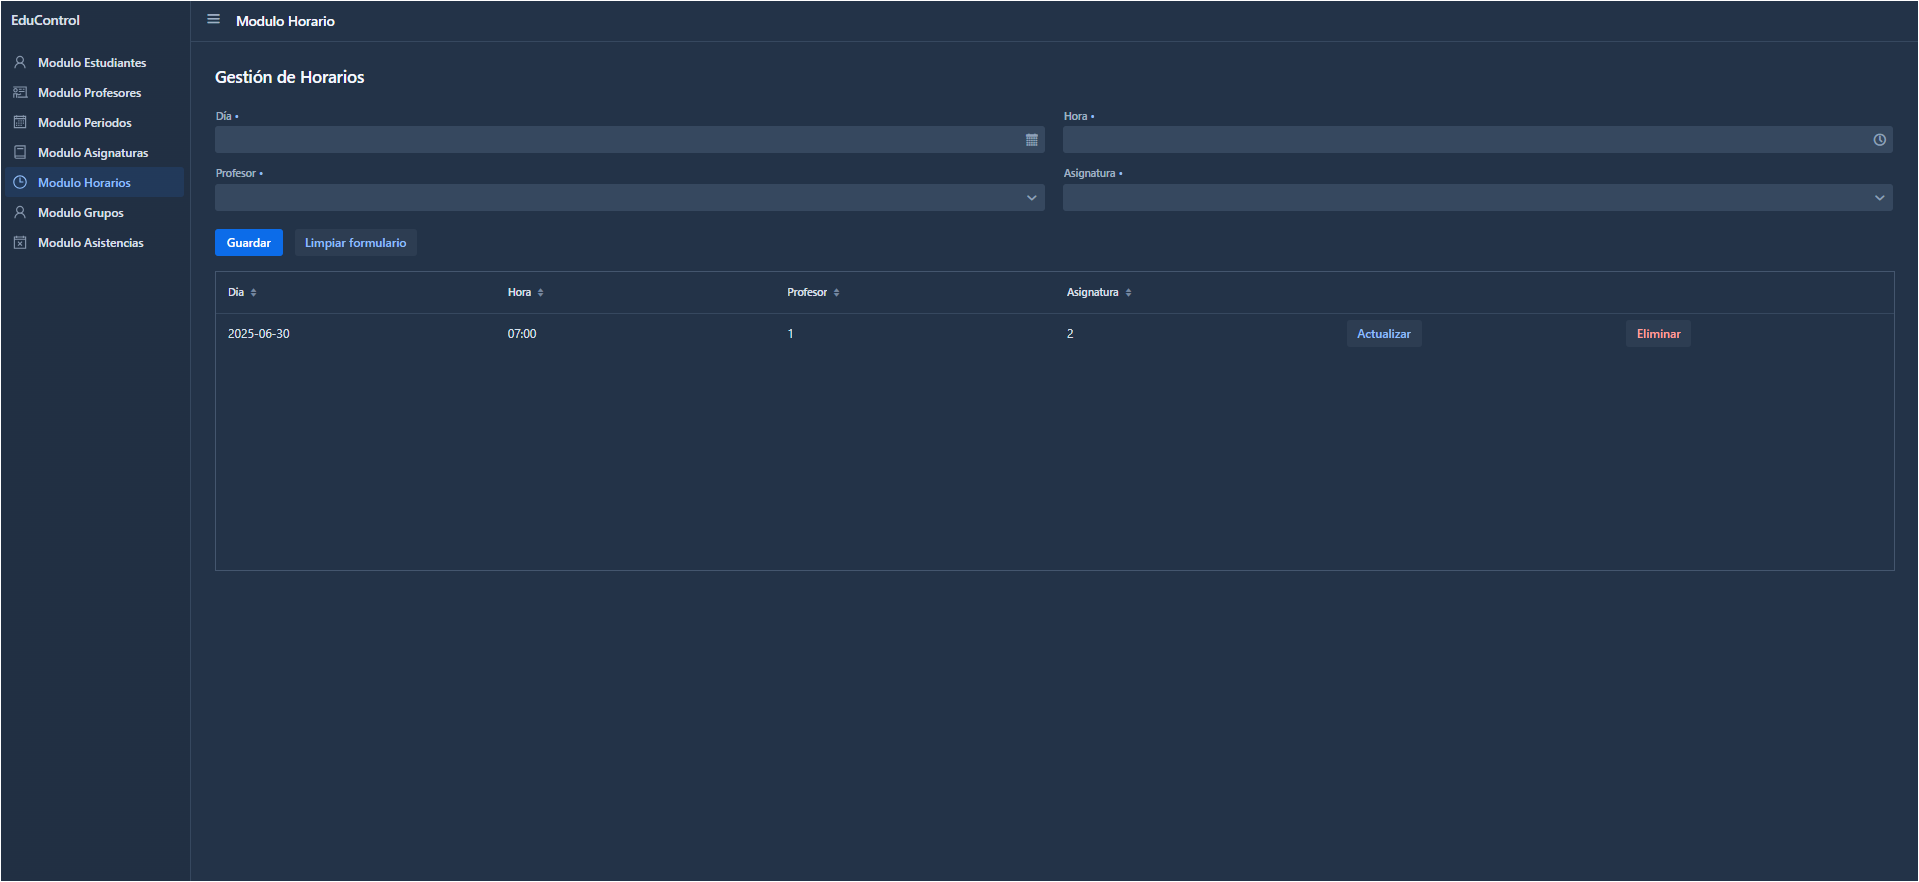 EduControl
Modulo Horario
Modulo Estudiantes
Modulo Profesores
Modulo Periodos
Modulo Asignaturas
Modulo Horarios
Modulo Grupos
Modulo Asistencias
Gestión de Horarios
Día •
Hora •
Profesor •
Asignatura •
Guardar Limpiar formulario
Dia Hora Profesor Asignatura
2025-06-30 07:00 1 2 Actualizar Eliminar